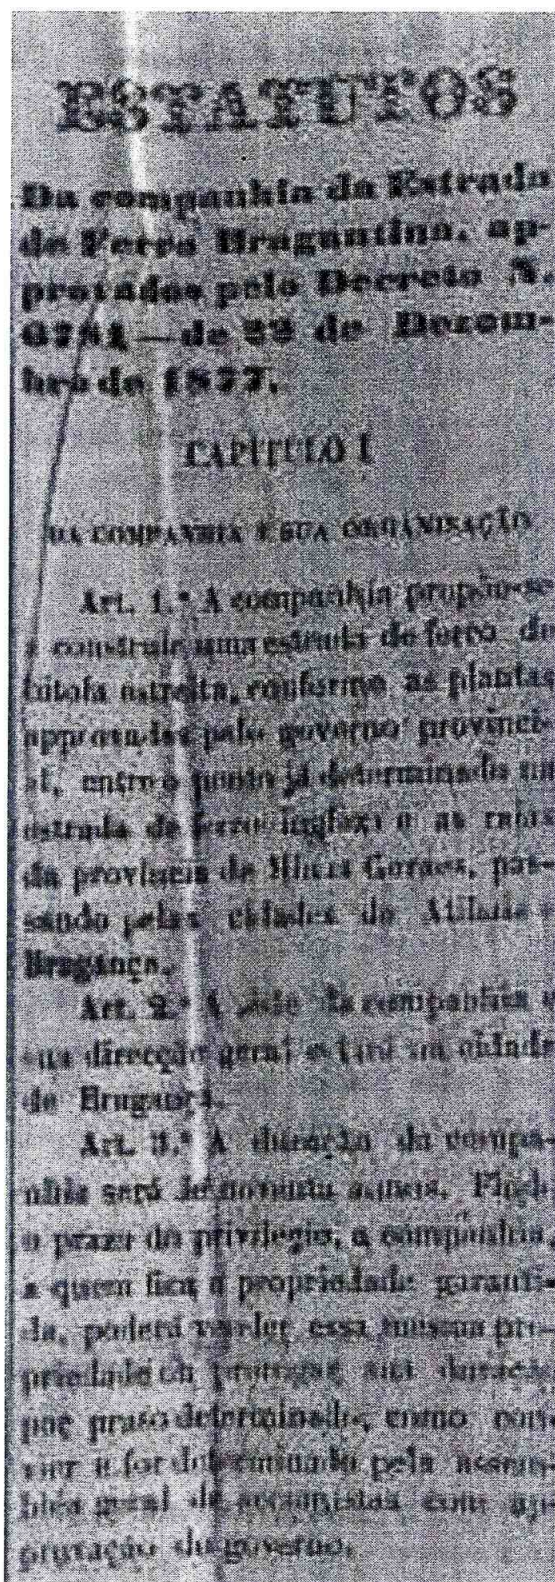 ESTATUTOS
Da companhia da Estrada
de Ferro Bragantina, ap-
provados pelo Decreto N.
de 22 de Dezem-
bro de 1877.
CAPITULO I
DA COMPANHIA E SUA ORGANISAÇÃO
Art. 1.º A companhia propõe-se
a construir uma estrada de ferro de
bitola estreita, conforme as plantas
approvadas pelo governo provinci-
al, entre o ponto já determinado na
estrada de ferro ingleza e as raias
da provincia de Minas Geraes, pas-
sando pelas cidades de Atibaia e
Bragança.
Art. 2.º A séde da companhia e
sua direcção geral estará na cidade
de Bragança.
Art. 3.º A duração da compa-
nhia será de noventa annos. Findo
o prazo do privilegio, a companhia,
a quem fica a propriedade garanti-
da, poderá vender essa mesma pro-
priedade ou prorogar sua duração
por praso determinado, como con-
vier e for determinado pela assem-
bléa geral de accionistas com ap-
provação do governo.